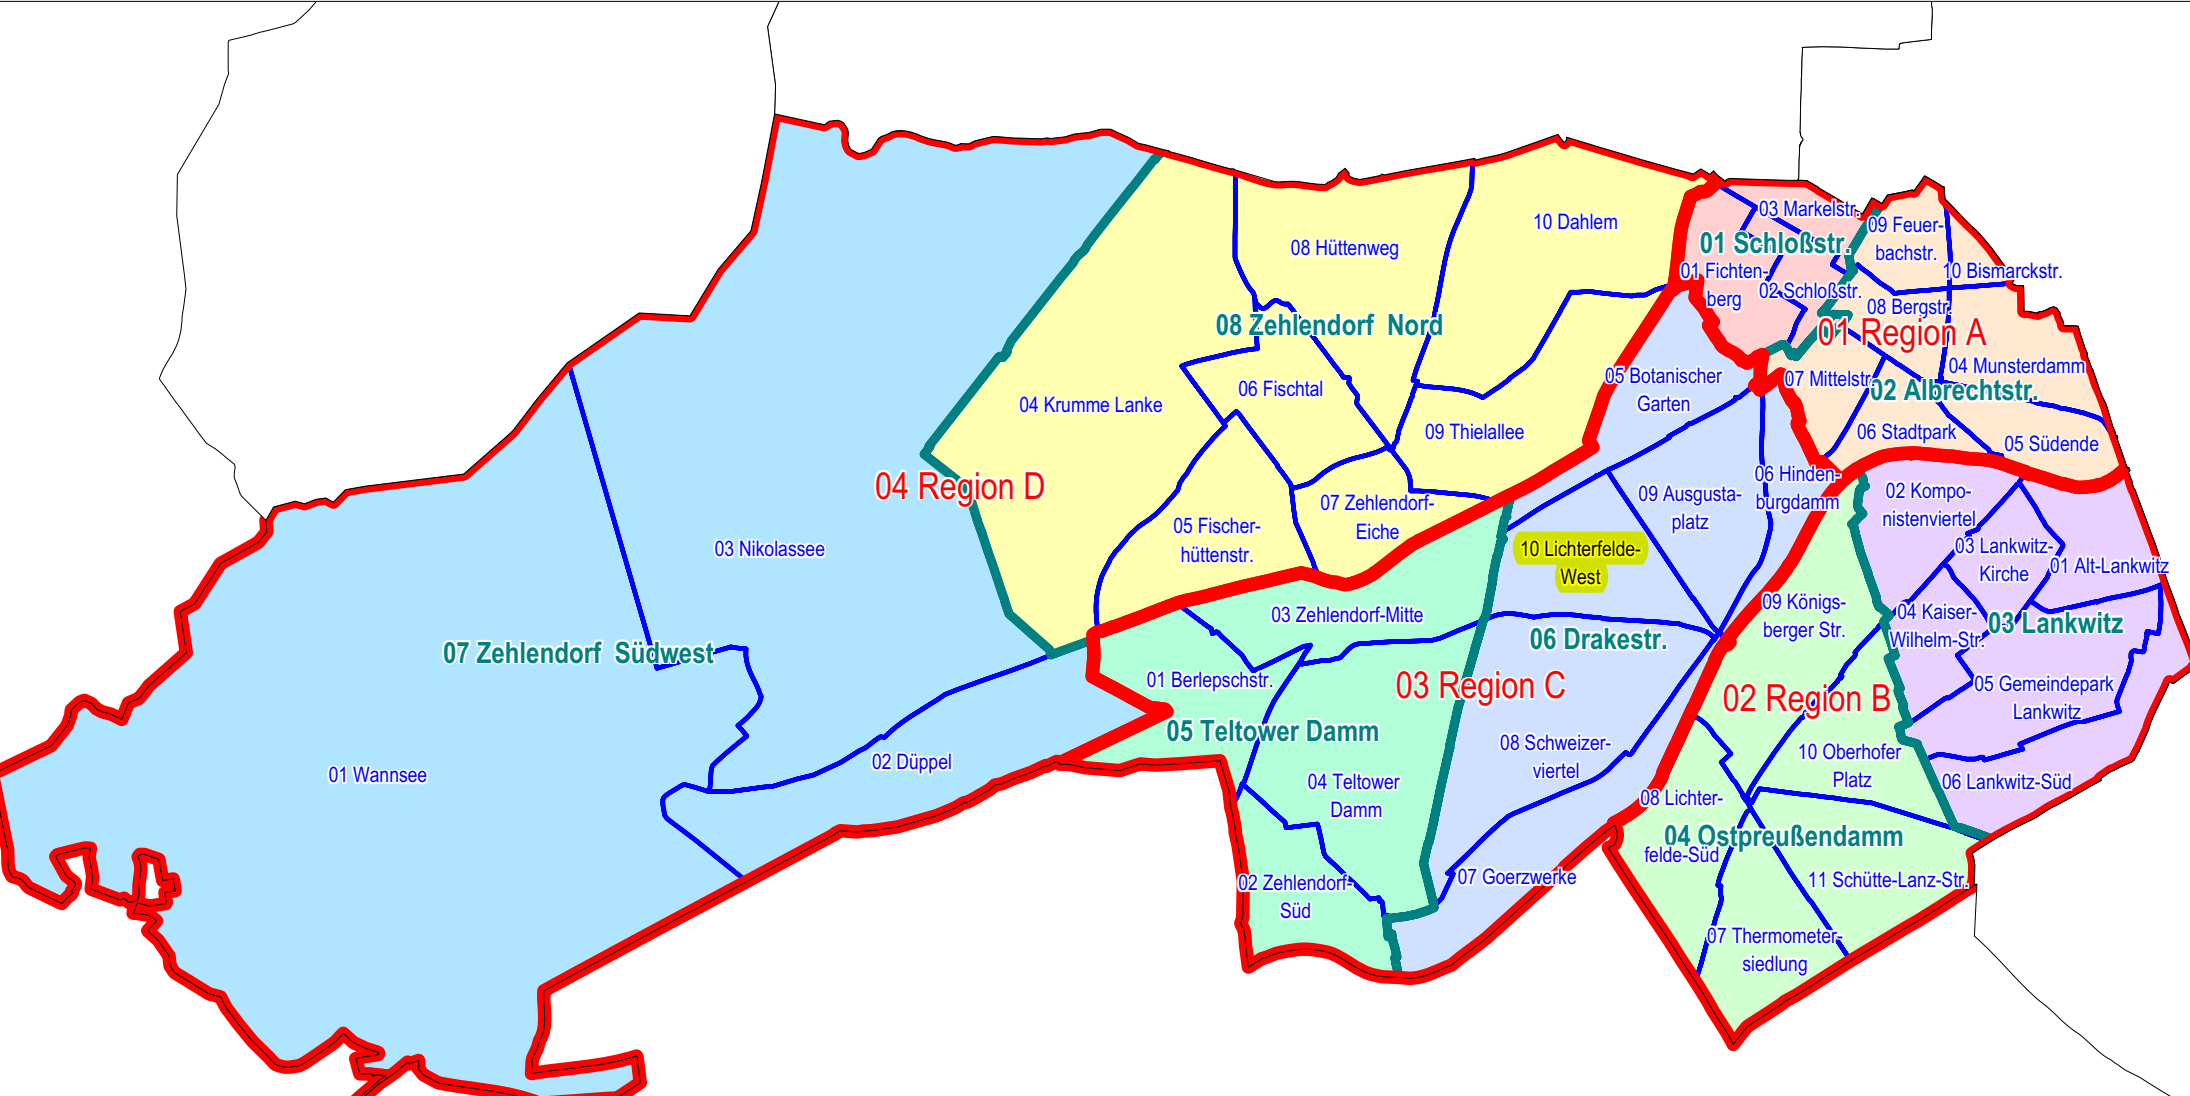 03 Markelstr.
10 Dahlem
09 Feuer-
bachstr.
01 Schloßstr.
08 Hüttenweg
01 Fichten-
berg
10 Bismarckstr.
02 Schloßstr.
08 Bergstr.
08 Zehlendorf Nord
01 Region A
04 Munsterdamm
05 Botanischer
Garten
07 Mittelstr.
02 Albrechtstr.
06 Fischtal
04 Krumme Lanke
09 Thielallee
06 Stadtpark
05 Südende
04 Region D
06 Hinden-
burgdamm
09 Ausgusta-
platz
02 Kompo-
nistenviertel
07 Zehlendorf-
Eiche
05 Fischer-
hüttenstr.
03 Nikolassee
10 Lichterfelde-
West
03 Lankwitz-
Kirche
01 Alt-Lankwitz
09 Königs-
berger Str.
04 Kaiser-
Wilhelm-Str.
03 Lankwitz
03 Zehlendorf-Mitte
06 Drakestr.
07 Zehlendorf Südwest
01 Berlepschstr.
03 Region C
02 Region B
05 Gemeindepark
Lankwitz
05 Teltower Damm
08 Schweizer-
viertel
10 Oberhofer
Platz
02 Düppel
01 Wannsee
04 Teltower
Damm
06 Lankwitz-Süd
08 Lichter-
felde-Süd
04 Ostpreußendamm
02 Zehlendorf-
Süd
07 Goerzwerke
11 Schütte-Lanz-Str.
07 Thermometer-
siedlung